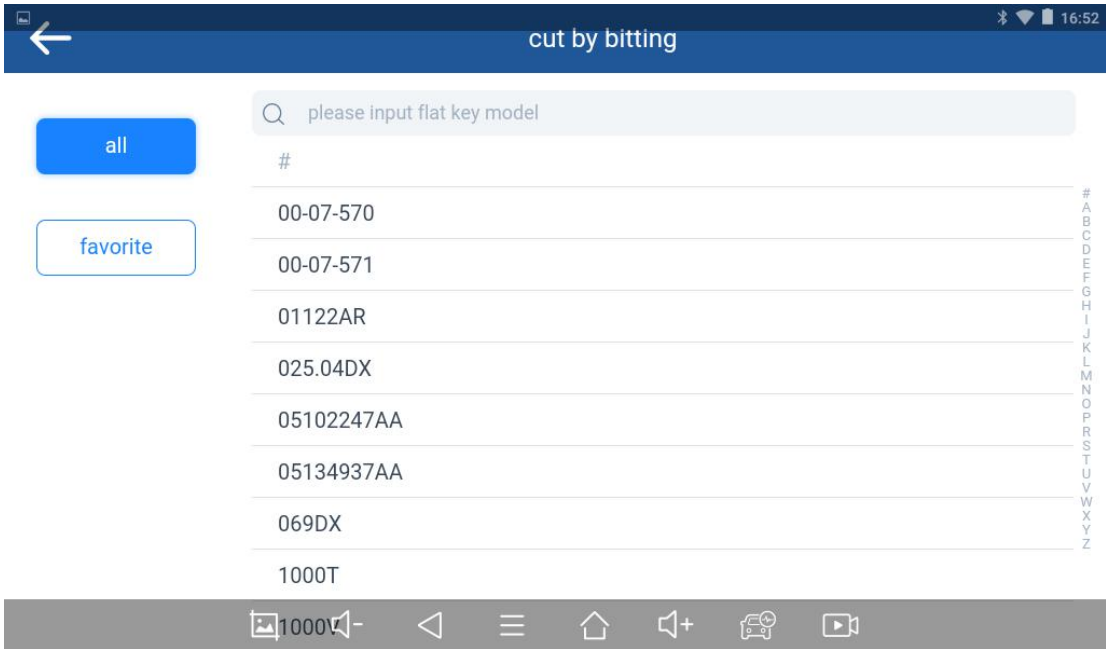 16:52
cut by bitting
all
favorite
please input flat key model
#
00-07-570
00-07-571
01122AR
025.04DX
05102247AA
05134937AA
069DX
1000T
1000V
#
A
B
C
D
E
F
G
H
I
J
K
L
M
N
O
P
R
S
T
U
V
W
X
Y
Z